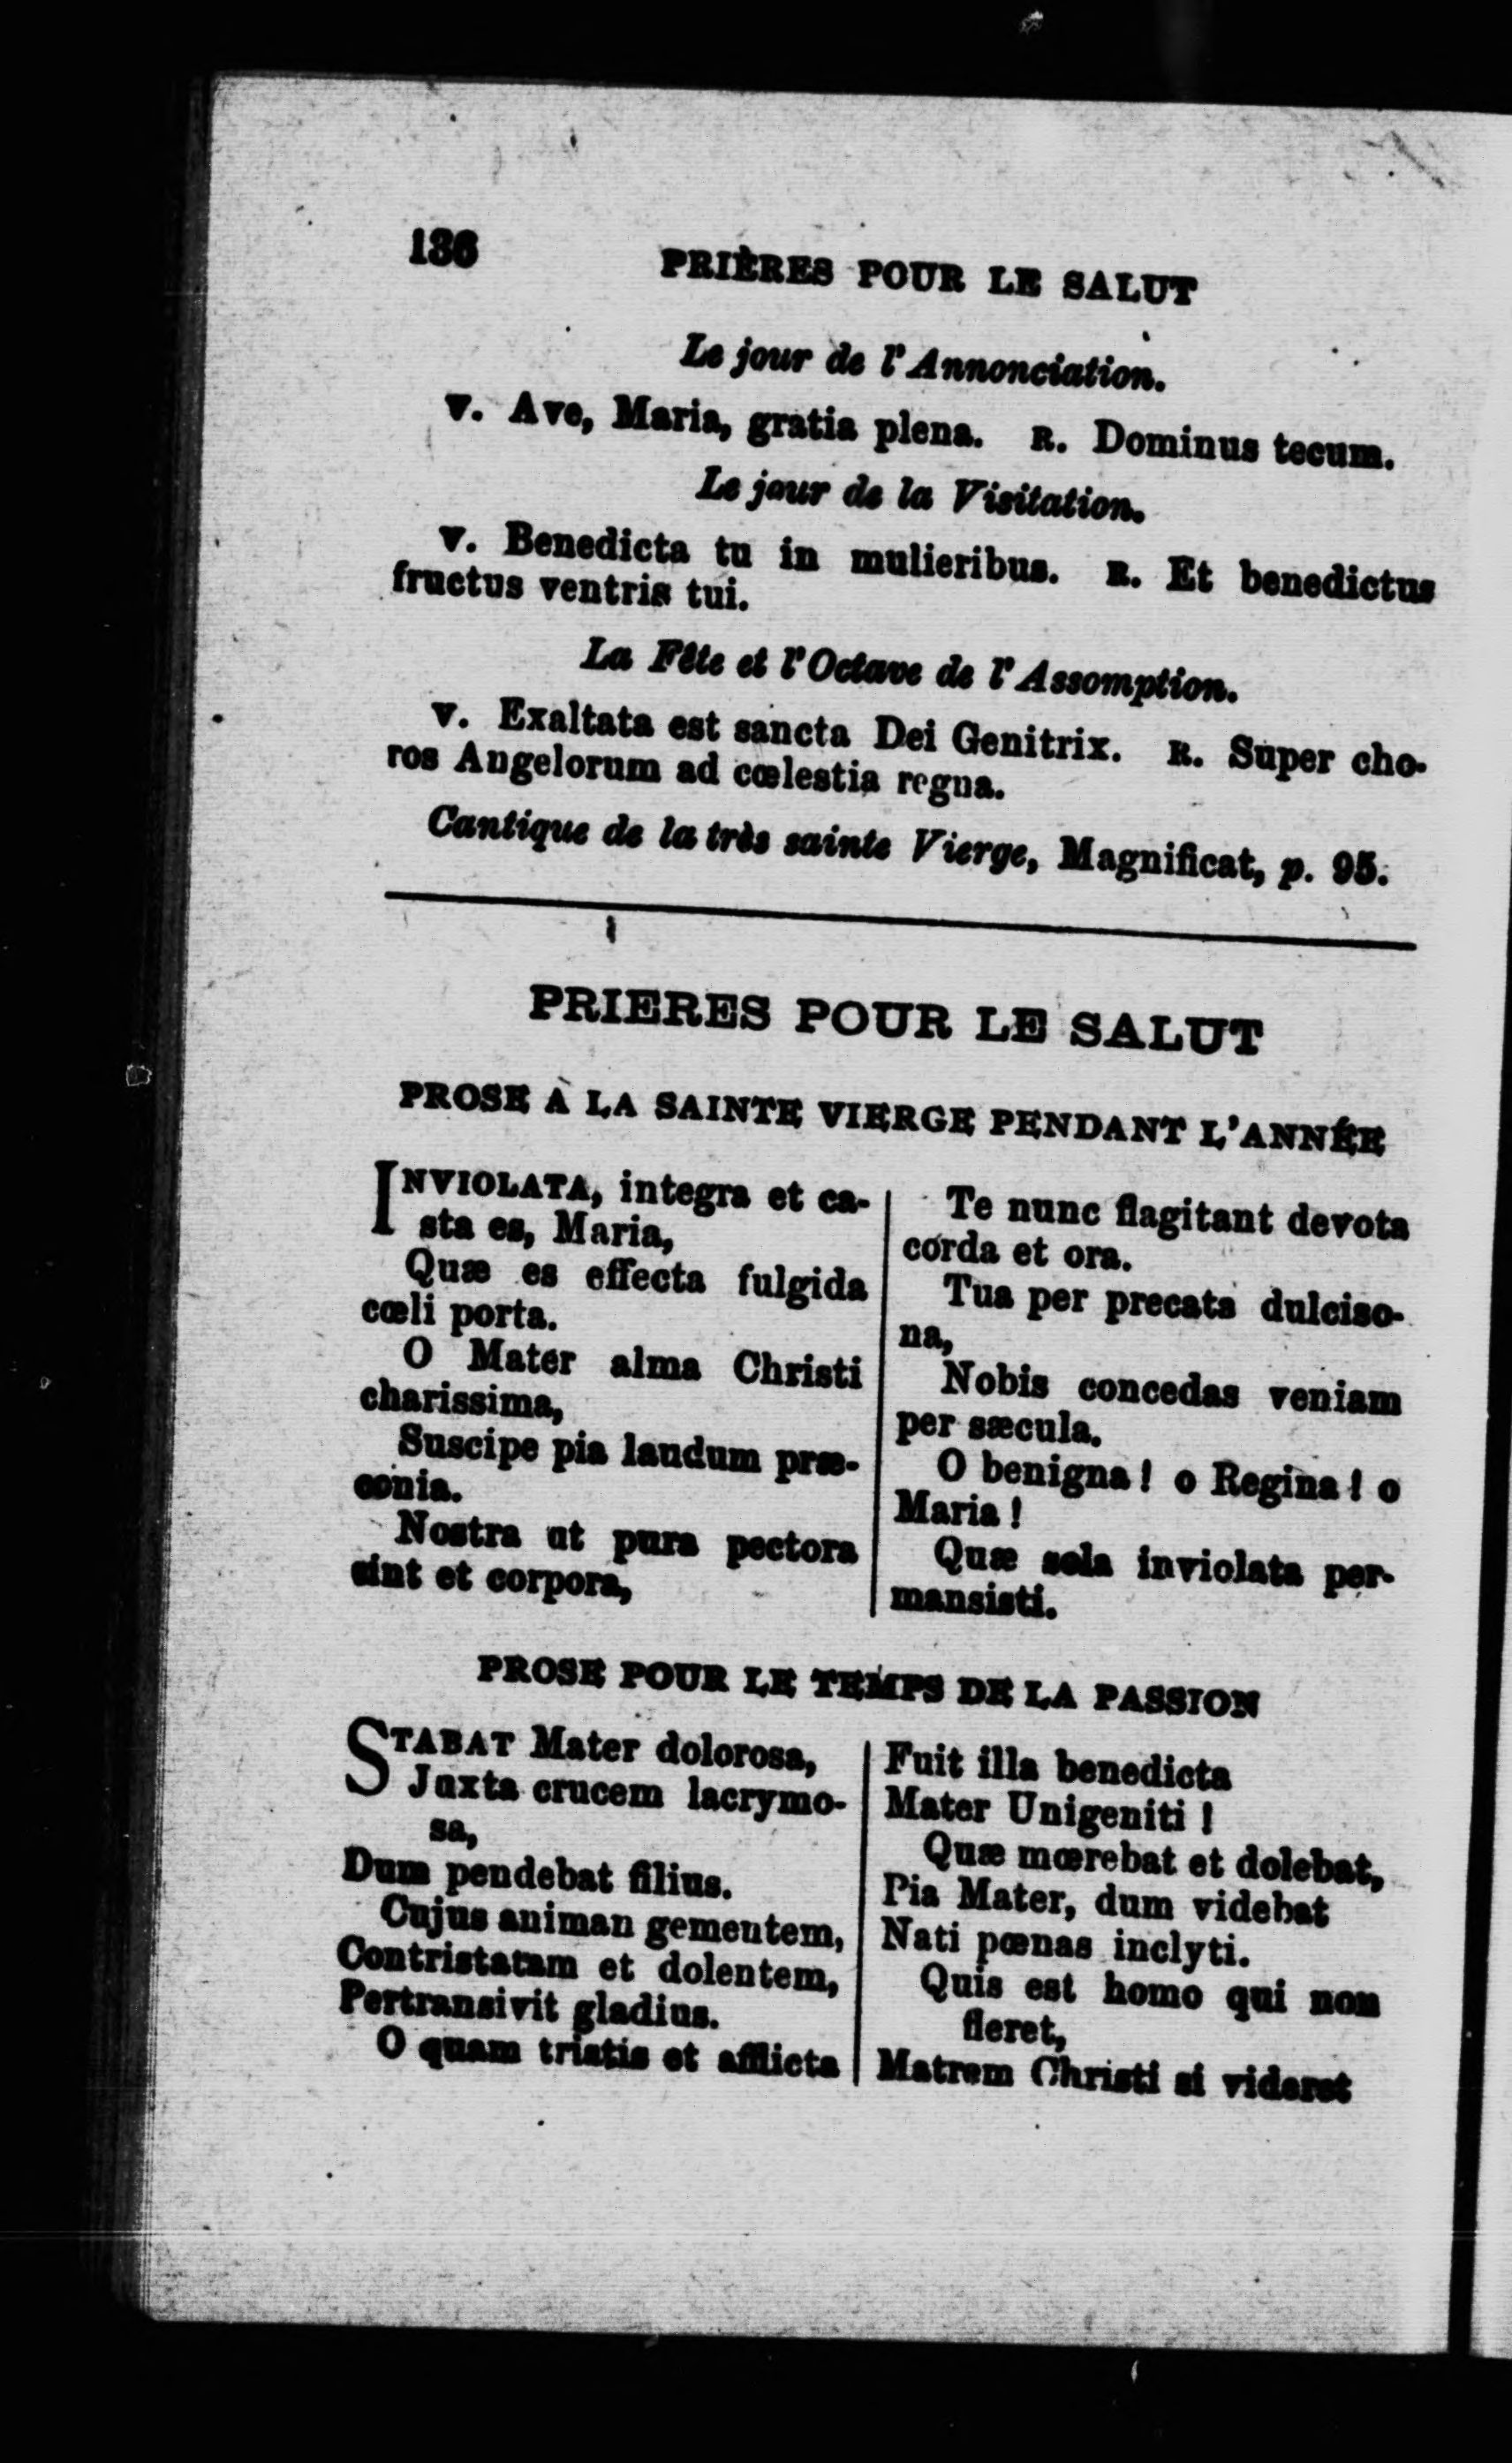 136
PRIÈRES POUR LE SALUT
Le jour de l'Annonciation.
V. Ave, Maria, gratia plena. R. Dominus tecum.
Le jour de la Visitation.
V. Benedicta tu in mulieribus. R. Et benedictus
fructus ventris tui.
La Fête et l'Octave de l'Assomption.
V. Exaltata est sancta Dei Genitrix. R. Super cho-
ros Angelorum ad cœlestia regna.
Cantique de la très sainte Vierge, Magnificat, p. 95.
PRIERES POUR LE SALUT
PROSE À LA SAINTE VIERGE PENDANT L'ANNÉE
INVIOLATA, integra et ca-
sta es, Maria,
Quæ es effecta fulgida
cœli porta.
O Mater alma Christi
charissima,
Suscipe pia laudum præ-
conia.
Nostra ut pura pectora
sint et corpora,
Te nunc flagitant devota
corda et ora.
Tua per precata dulciso-
na,
Nobis concedas veniam
per sæcula.
O benigna ! o Regina ! o
Maria !
Quæ sola inviolata per-
mansisti.
PROSE POUR LE TEMPS DE LA PASSION
STABAT Mater dolorosa,
Juxta crucem lacrymo-
sa,
Dum pendebat filius.
Cujus animan gementem,
Contristatam et dolentem,
Pertransivit gladius.
O quam tristis et afflicta
Fuit illa benedicta
Mater Unigeniti !
Quæ mœrebat et dolebat,
Pia Mater, dum videbat
Nati pœnas inclyti.
Quis est homo qui non
fleret,
Matrem Christi si videret